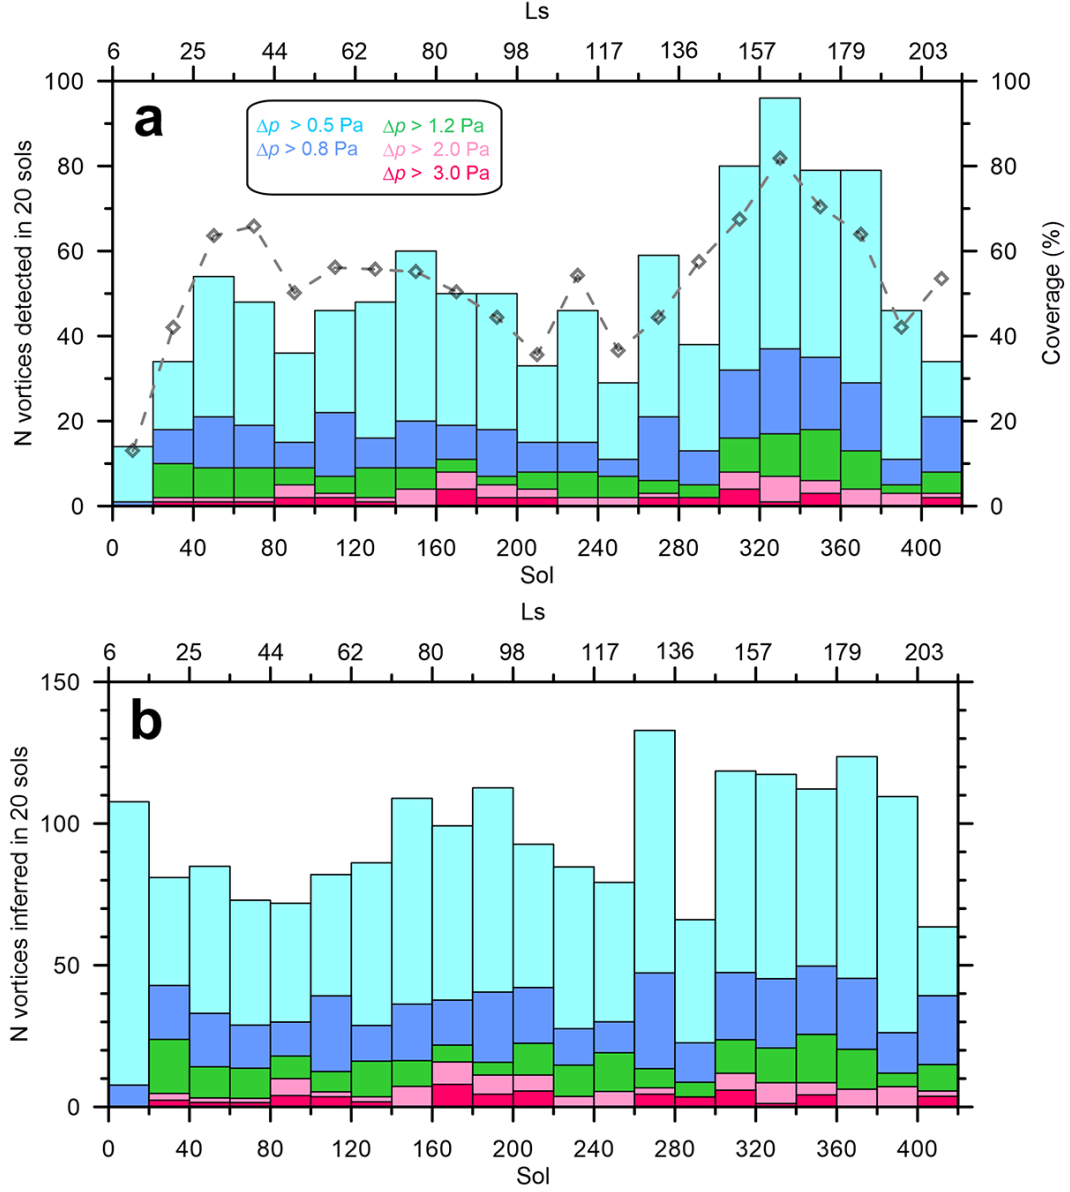 Ls
6 25 44 62 80 98 117 136 157 179 203
100 100
a
Δp > 0.5 Pa Δp > 1.2 Pa
Δp > 0.8 Pa Δp > 2.0 Pa
Δp > 3.0 Pa
80 80
60 60
40 40
20 20
0 0
N vortices detected in 20 sols
Coverage (%)
0 40 80 120 160 200 240 280 320 360 400
Sol
Ls
6 25 44 62 80 98 117 136 157 179 203
150
b
100
50
0
N vortices inferred in 20 sols
0 40 80 120 160 200 240 280 320 360 400
Sol